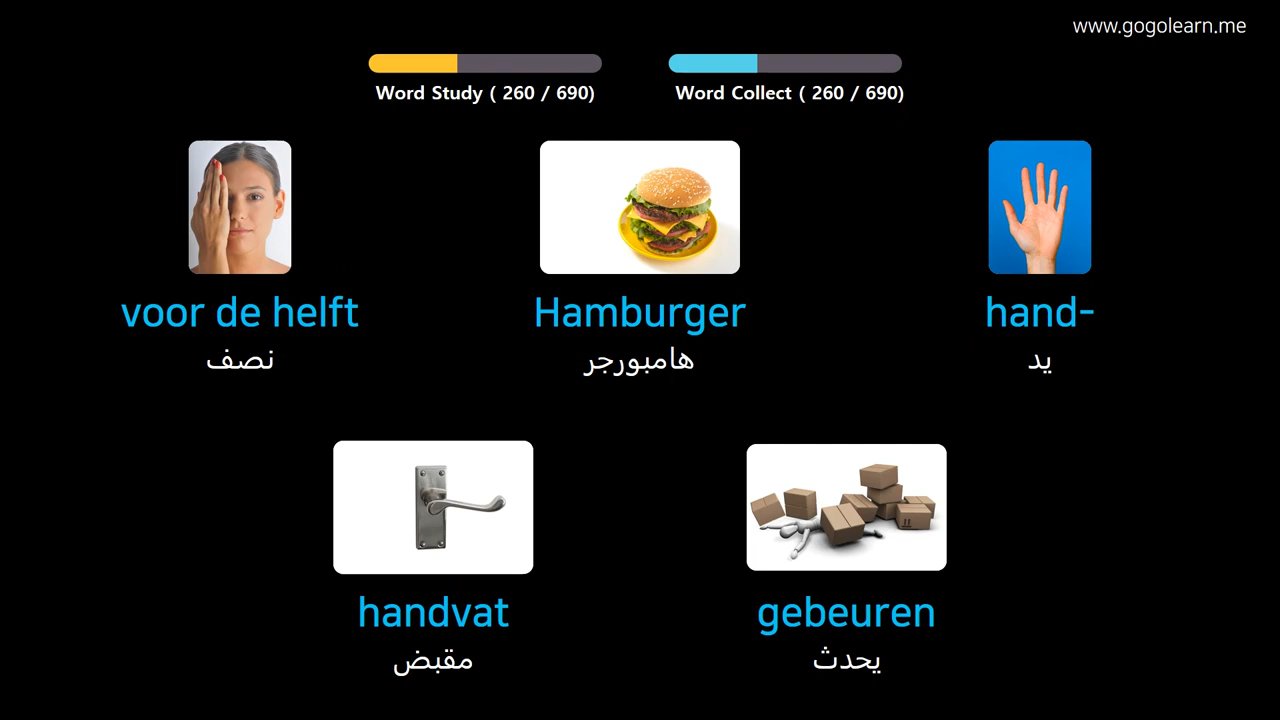 www.gogolearn.me
Word Study ( 260 / 690)
Word Collect ( 260 / 690)
voor de helft
نصف
Hamburger
هامبورجر
hand-
يد
handvat
مقبض
gebeuren
يحدث